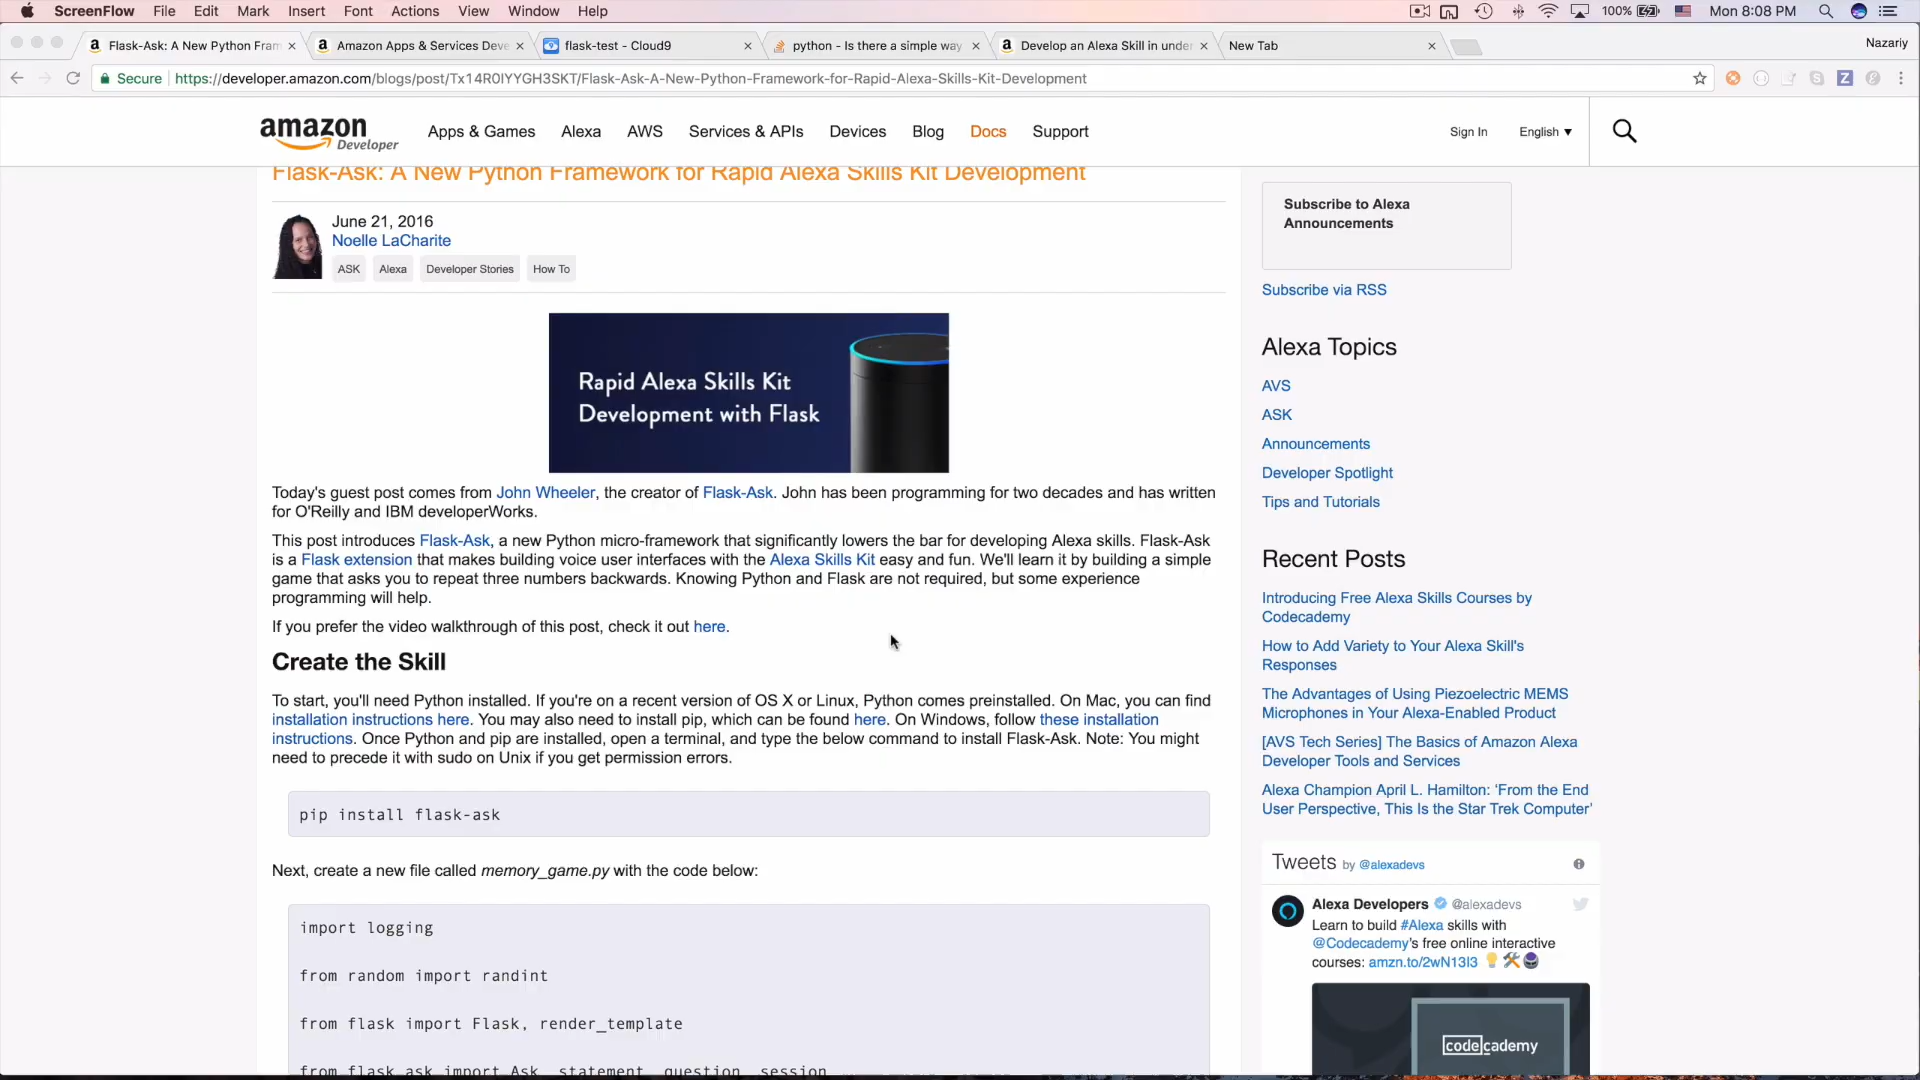 ScreenFlow File Edit Mark Insert Font Actions View Window Help 100% Mon 8:08 PM
Flask-Ask: A New Python Fram
Amazon Apps & Services Deve
flask-test - Cloud9
python - Is there a simple way
Develop an Alexa Skill in unde
New Tab
Nazariy
Secure https://developer.amazon.com/blogs/post/Tx14R0IYYGH3SKT/Flask-Ask-A-New-Python-Framework-for-Rapid-Alexa-Skills-Kit-Development
amazon Developer
Apps & Games Alexa AWS Services & APIs Devices Blog Docs Support
Sign In English ▼
Flask-Ask: A New Python Framework for Rapid Alexa Skills Kit Development
June 21, 2016
Noelle LaCharite
ASK Alexa Developer Stories How To
Rapid Alexa Skills Kit
Development with Flask
Today's guest post comes from John Wheeler, the creator of Flask-Ask. John has been programming for two decades and has written
for O'Reilly and IBM developerWorks.
This post introduces Flask-Ask, a new Python micro-framework that significantly lowers the bar for developing Alexa skills. Flask-Ask
is a Flask extension that makes building voice user interfaces with the Alexa Skills Kit easy and fun. We'll learn it by building a simple
game that asks you to repeat three numbers backwards. Knowing Python and Flask are not required, but some experience
programming will help.
If you prefer the video walkthrough of this post, check it out here.
Create the Skill
To start, you'll need Python installed. If you're on a recent version of OS X or Linux, Python comes preinstalled. On Mac, you can find
installation instructions here. You may also need to install pip, which can be found here. On Windows, follow these installation
instructions. Once Python and pip are installed, open a terminal, and type the below command to install Flask-Ask. Note: You might
need to precede it with sudo on Unix if you get permission errors.
pip install flask-ask
Next, create a new file called memory_game.py with the code below:
import logging
from random import randint
from flask import Flask, render_template
from flask_ask import Ask, statement, question, session
Subscribe to Alexa
Announcements
Subscribe via RSS
Alexa Topics
AVS
ASK
Announcements
Developer Spotlight
Tips and Tutorials
Recent Posts
Introducing Free Alexa Skills Courses by
Codecademy
How to Add Variety to Your Alexa Skill's
Responses
The Advantages of Using Piezoelectric MEMS
Microphones in Your Alexa-Enabled Product
[AVS Tech Series] The Basics of Amazon Alexa
Developer Tools and Services
Alexa Champion April L. Hamilton: ‘From the End
User Perspective, This Is the Star Trek Computer’
Tweets by @alexadevs
Alexa Developers @alexadevs
Learn to build #Alexa skills with
@Codecademy's free online interactive
courses: amzn.to/2wN13I3
codecademy